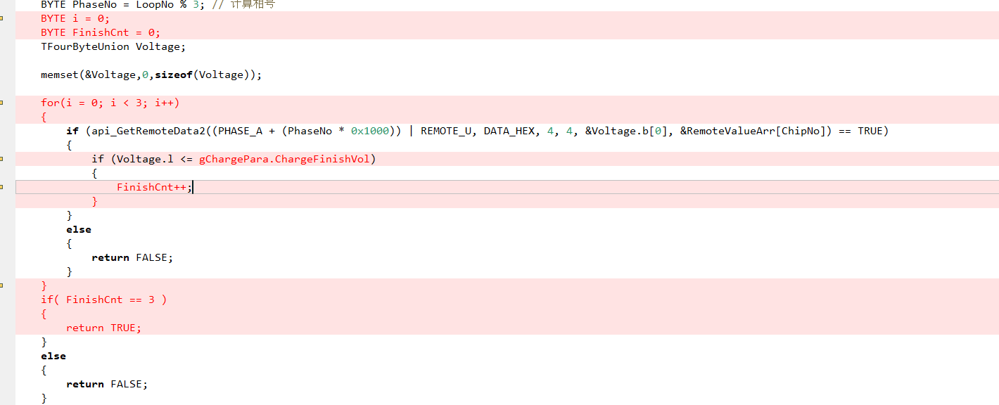 BYTE PhaseNo = LoopNo % 3; // 计算相号
BYTE i = 0;
BYTE FinishCnt = 0;
TFourByteUnion Voltage;
memset(&Voltage,0,sizeof(Voltage));
for(i = 0; i < 3; i++)
{
if (api_GetRemoteData2((PHASE_A + (PhaseNo * 0x1000)) | REMOTE_U, DATA_HEX, 4, 4, &Voltage.b[0], &RemoteValueArr[ChipNo]) == TRUE)
{
if (Voltage.l <= gChargePara.ChargeFinishVol)
{
FinishCnt++;
}
}
else
{
return FALSE;
}
}
if( FinishCnt == 3 )
{
return TRUE;
}
else
{
return FALSE;
}